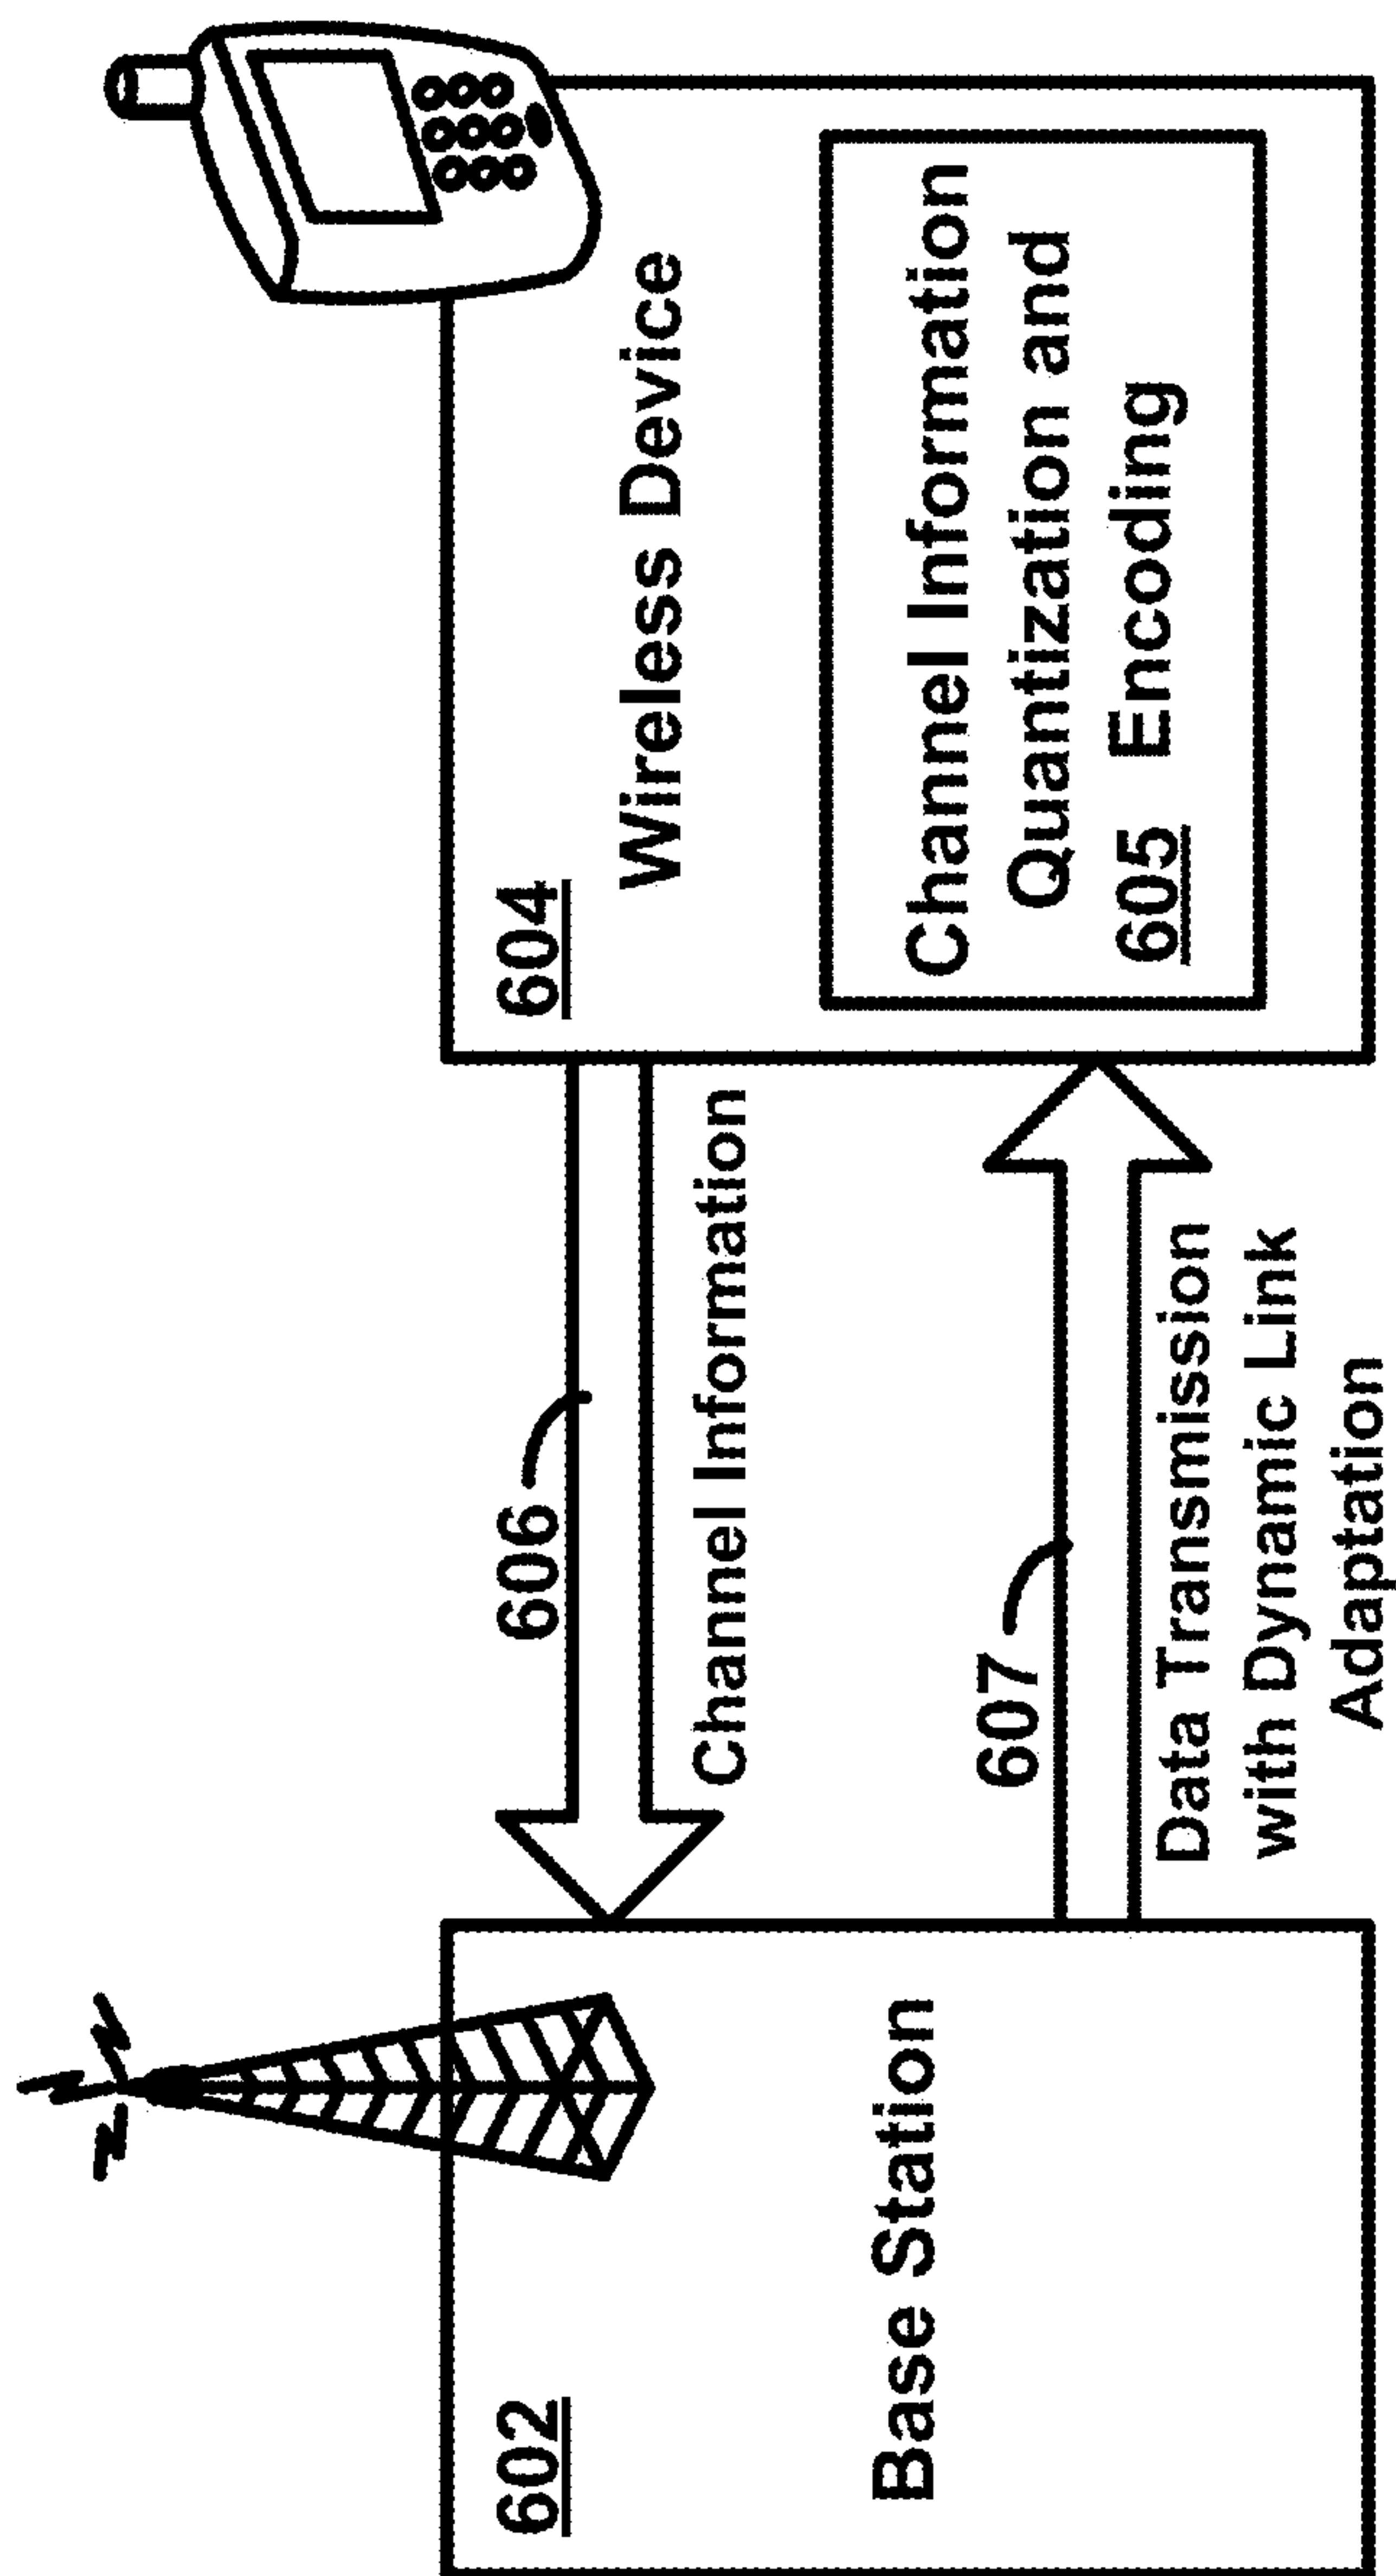 602
Base Station
606
Channel Information
607
Data Transmission
with Dynamic Link
Adaptation
604
Wireless Device
Channel Information
Quantization and
605 Encoding